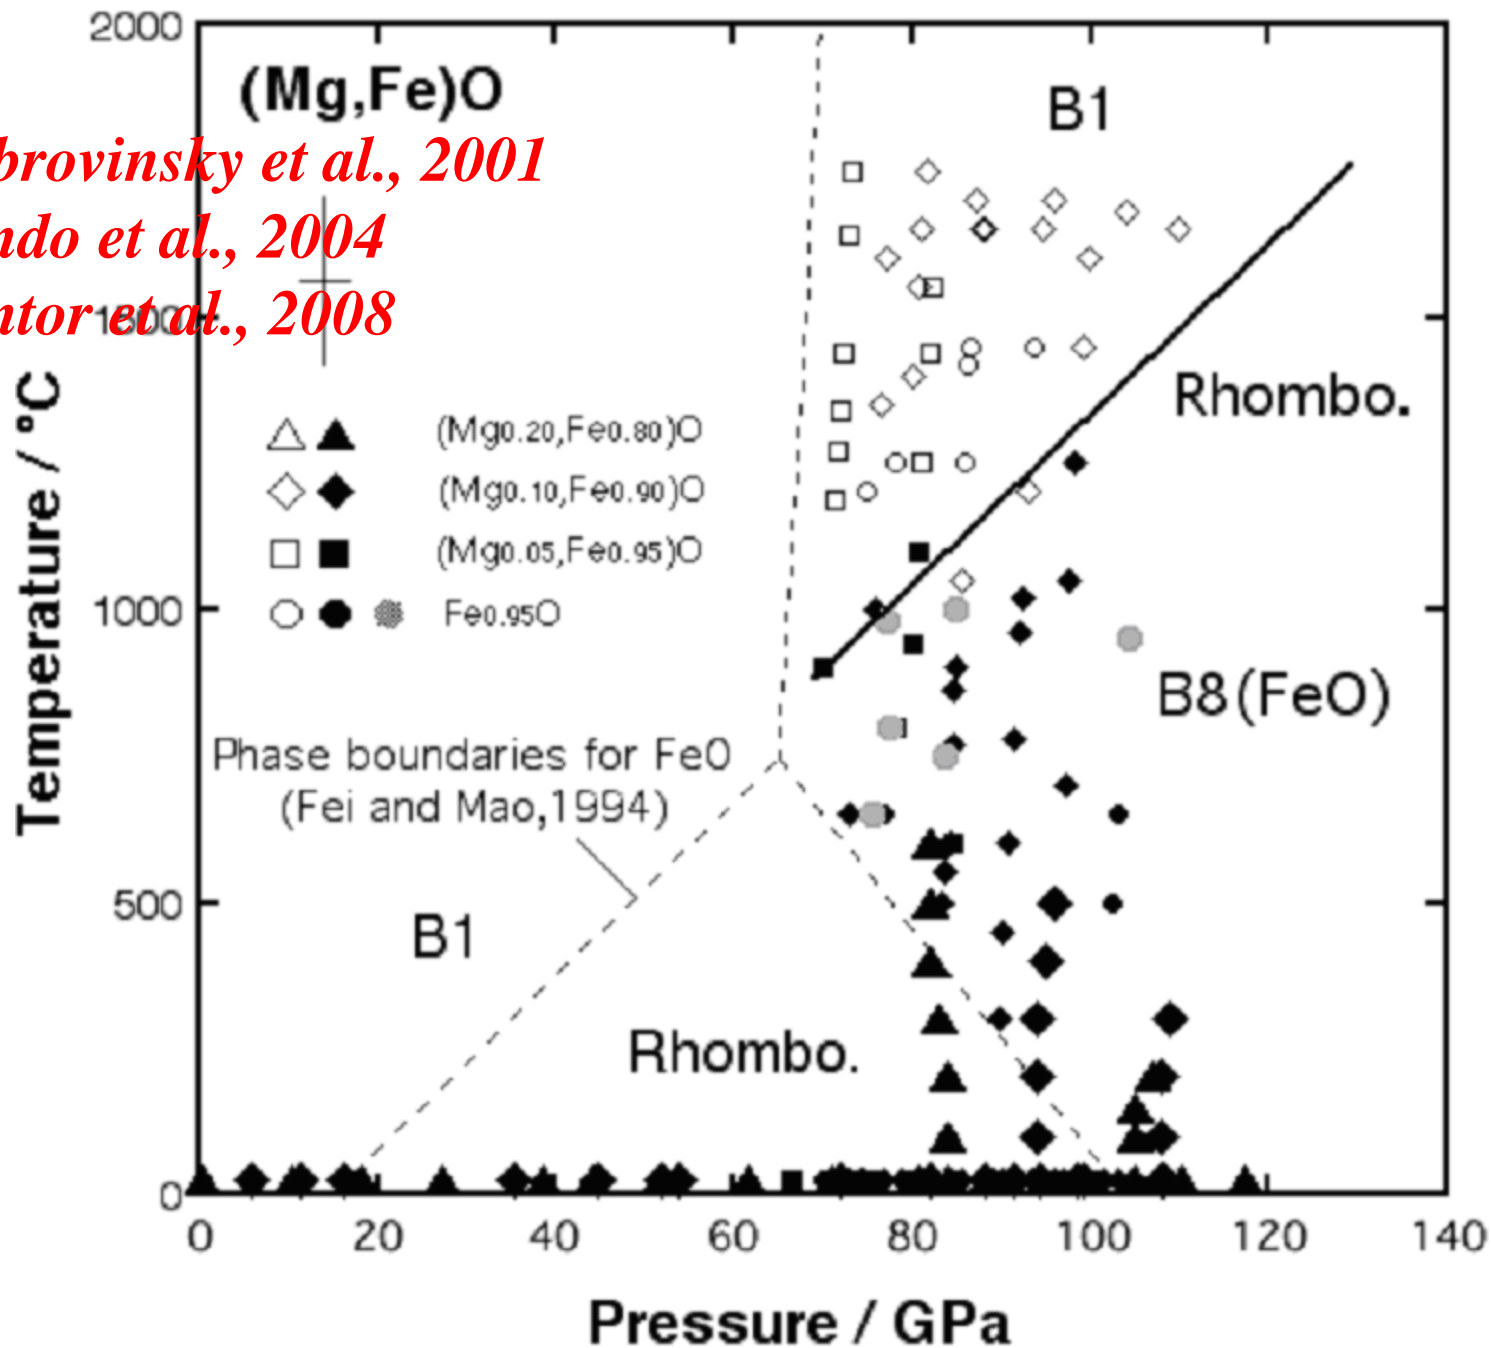 2000
(Mg,Fe)O
B1
brovinsky et al., 2001
ndo et al., 2004
ntor et al., 2008
1500
Temperature / °C
Rhombo.
(Mg0.20,Fe0.80)O
(Mg0.10,Fe0.90)O
(Mg0.05,Fe0.95)O
1000
Fe0.95O
B8(FeO)
Phase boundaries for FeO
(Fei and Mao,1994)
500
B1
Rhombo.
0
0 20 40 60 80 100 120 140
Pressure / GPa